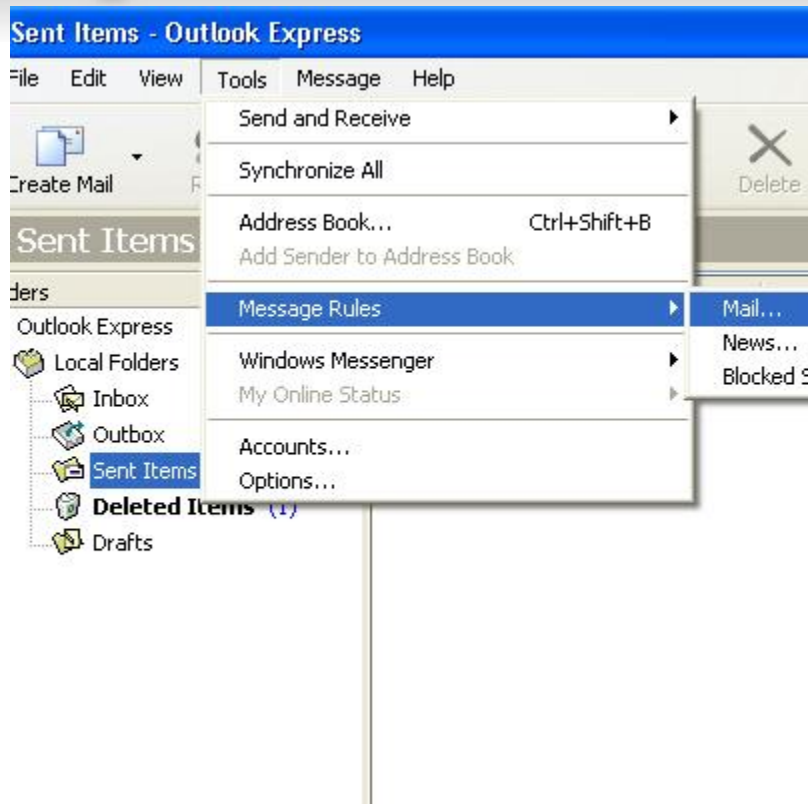 Sent Items - Outlook Express
File Edit View Tools Message Help
Create Mail
Delete
Send and Receive
Synchronize All
Address Book... Ctrl+Shift+B
Add Sender to Address Book
Message Rules
Windows Messenger
My Online Status
Accounts...
Options...
Mail...
News...
Blocked S
Sent Items
ders
Outlook Express
Local Folders
Inbox
Outbox
Sent Items
Deleted Items (1)
Drafts